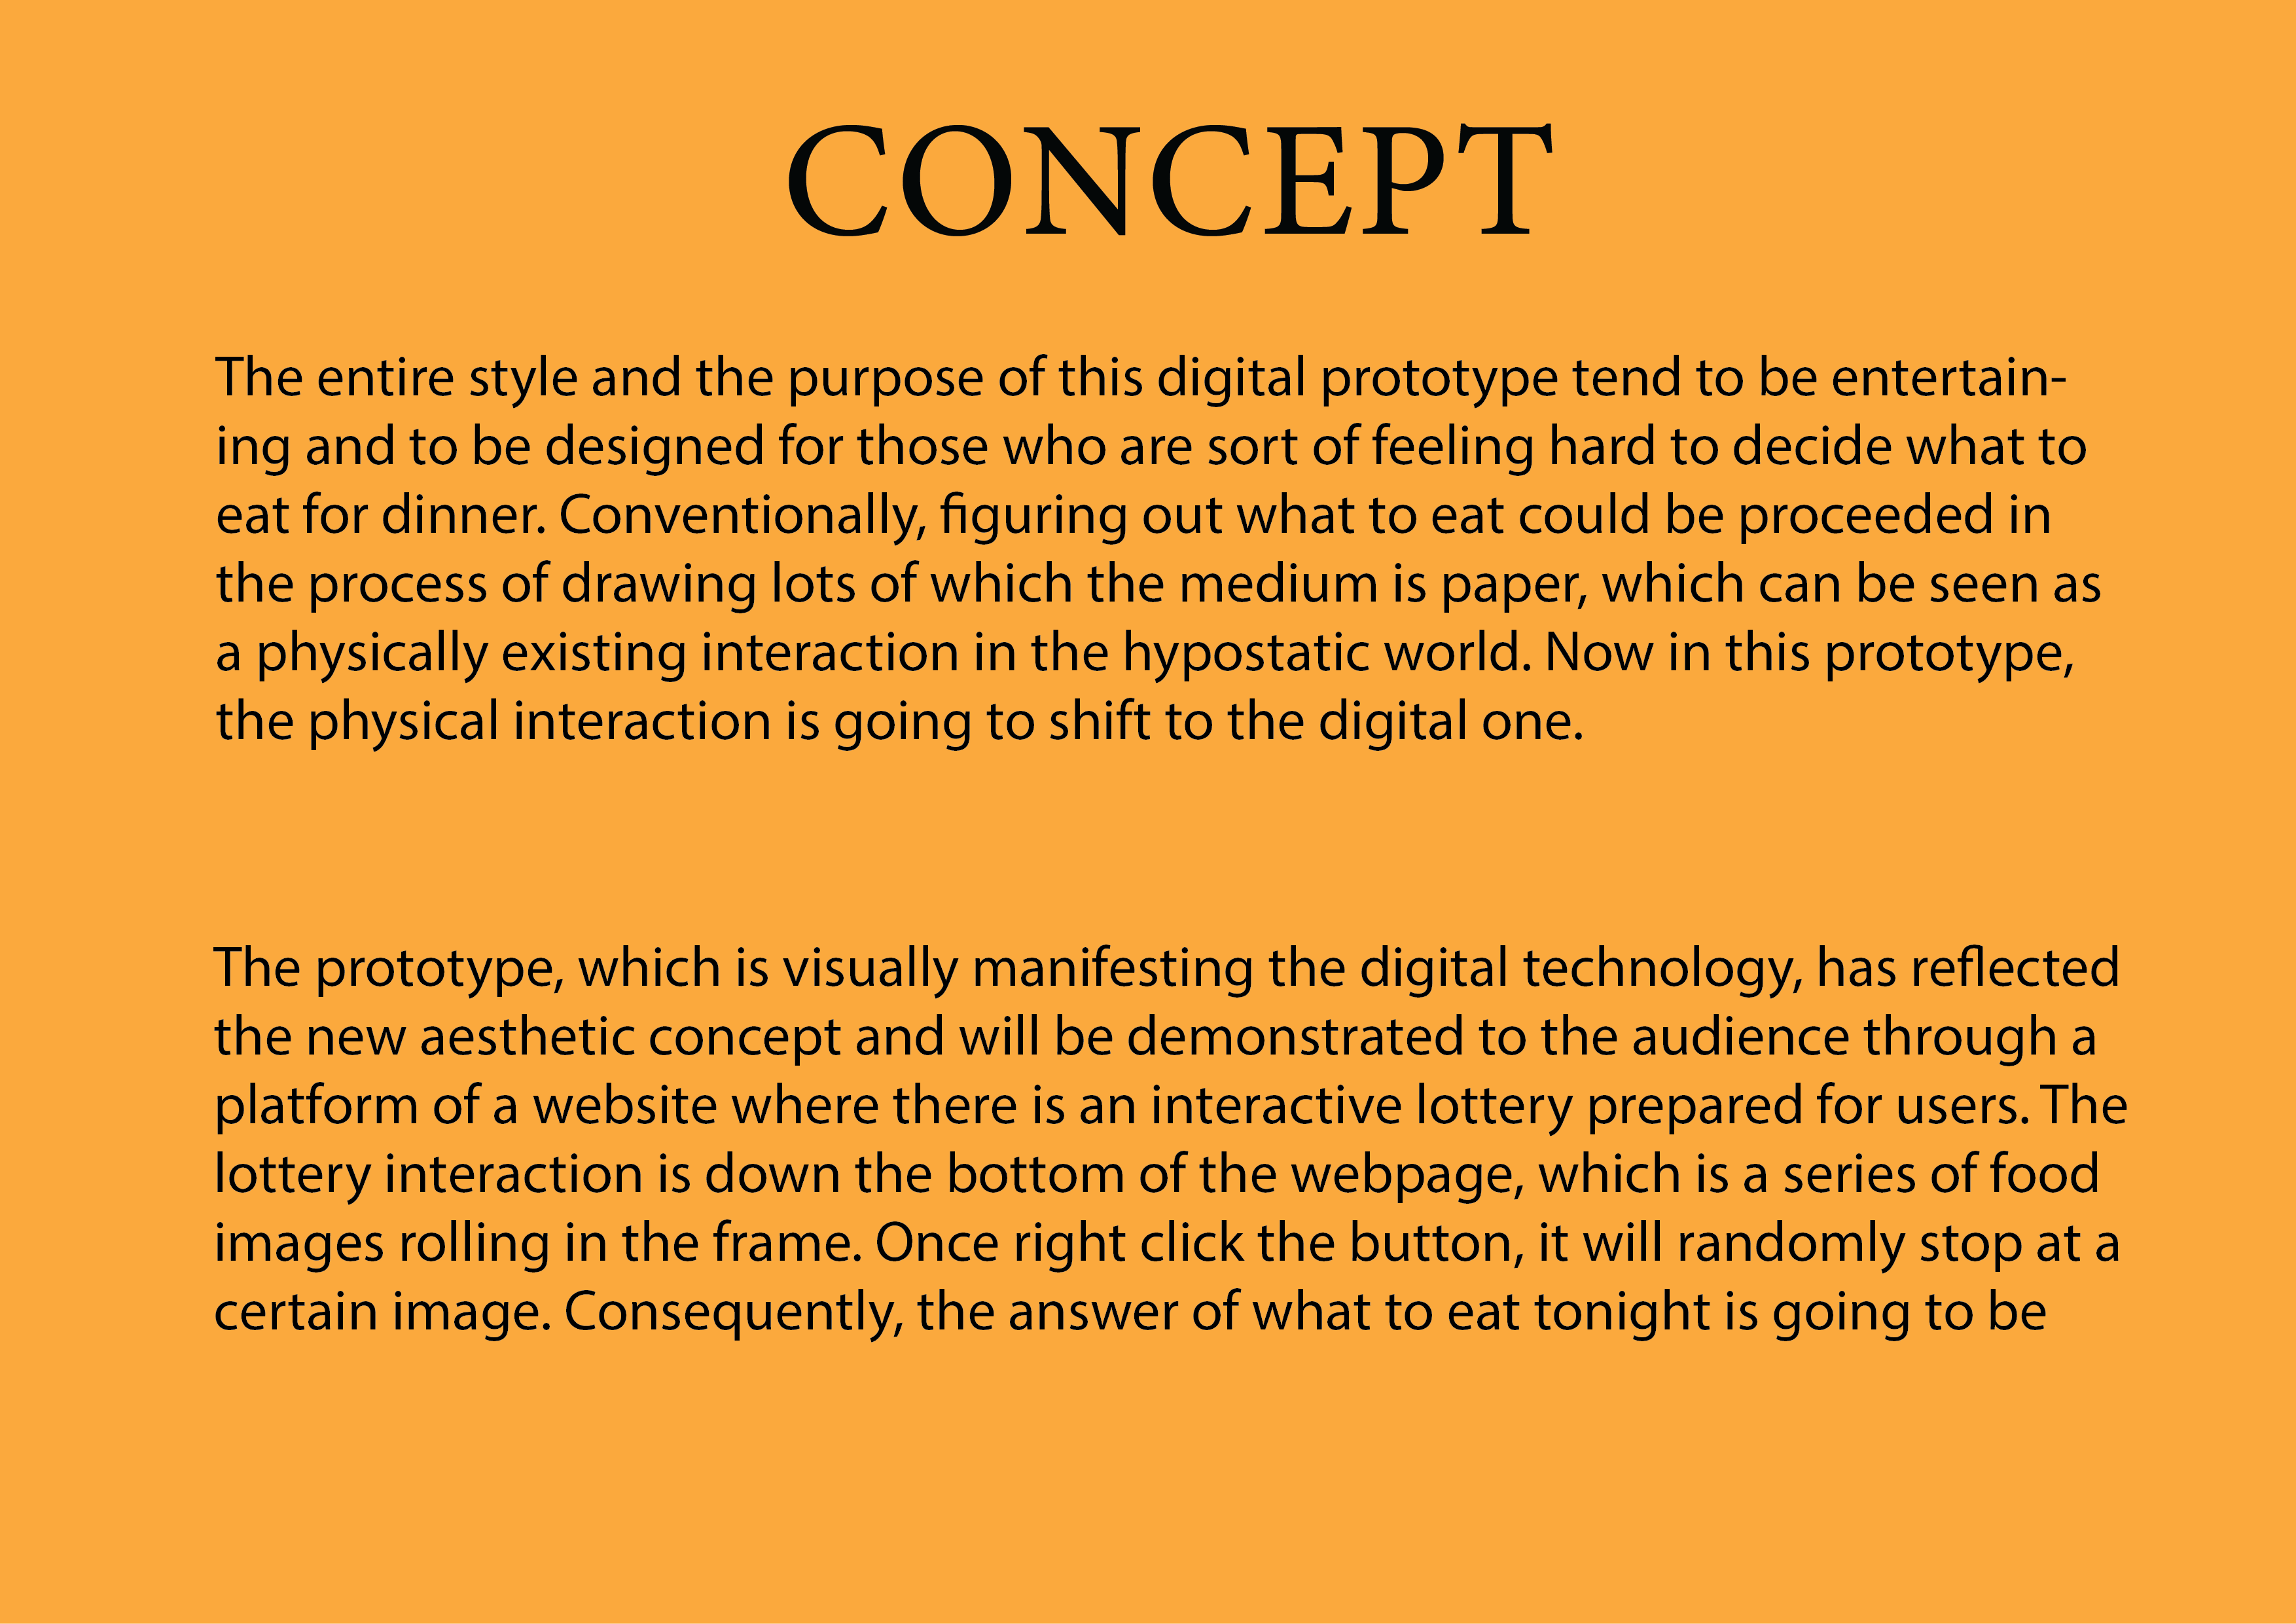 CONCEPT
The entire style and the purpose of this digital prototype tend to be entertain-
ing and to be designed for those who are sort of feeling hard to decide what to
eat for dinner. Conventionally, figuring out what to eat could be proceeded in
the process of drawing lots of which the medium is paper, which can be seen as
a physically existing interaction in the hypostatic world. Now in this prototype,
the physical interaction is going to shift to the digital one.
The prototype, which is visually manifesting the digital technology, has reflected
the new aesthetic concept and will be demonstrated to the audience through a
platform of a website where there is an interactive lottery prepared for users. The
lottery interaction is down the bottom of the webpage, which is a series of food
images rolling in the frame. Once right click the button, it will randomly stop at a
certain image. Consequently, the answer of what to eat tonight is going to be